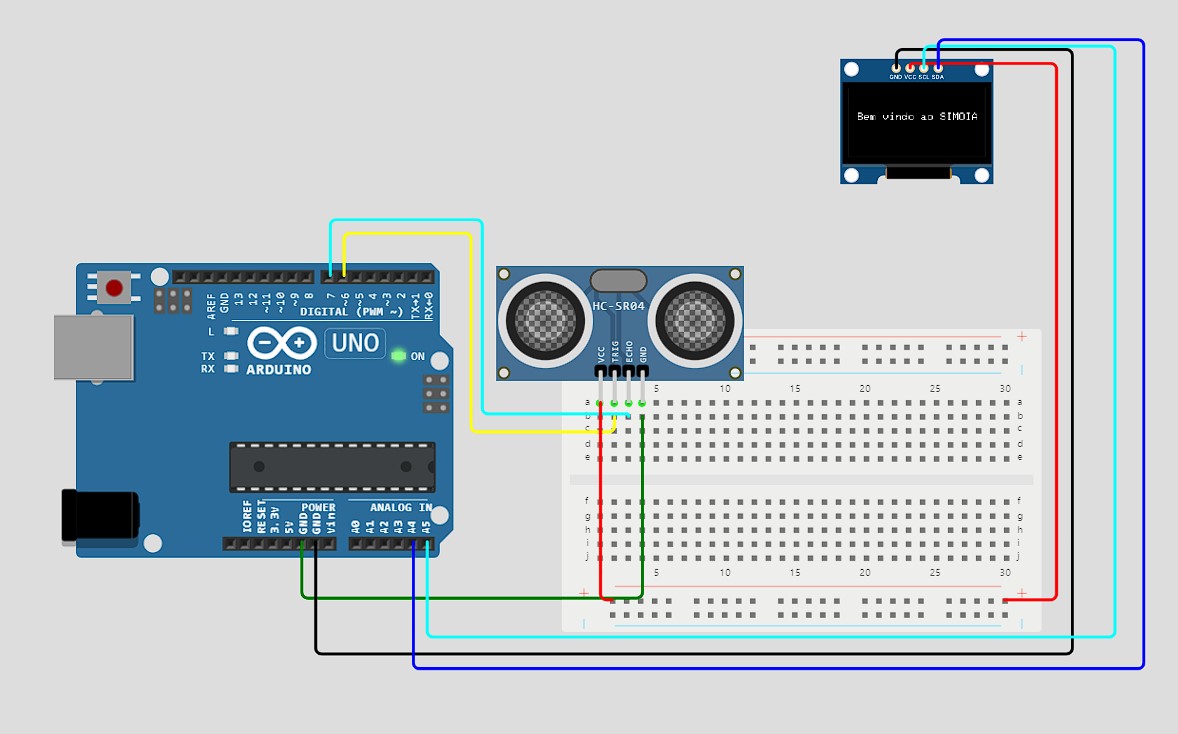 GND VCC SCL SDA
Bem vindo ao SIMOIA
AREF
GND
13
12
~11
~10
~9
8
7
~6
~5
4
~3
2
TX→1
RX←0
DIGITAL (PWM ~)
L
TX
RX
UNO
ON
ARDUINO
IOREF
RESET
3.3V
5V
GND
GND
Vin
POWER
ANALOG IN
A0
A1
A2
A3
A4
A5
HC-SR04
VCC
TRIG
ECHO
GND
+
5 10 15 20 25 30
a a
b b
c c
d d
e e
f f
g g
h h
i i
j j
5 10 15 20 25 30
+ +